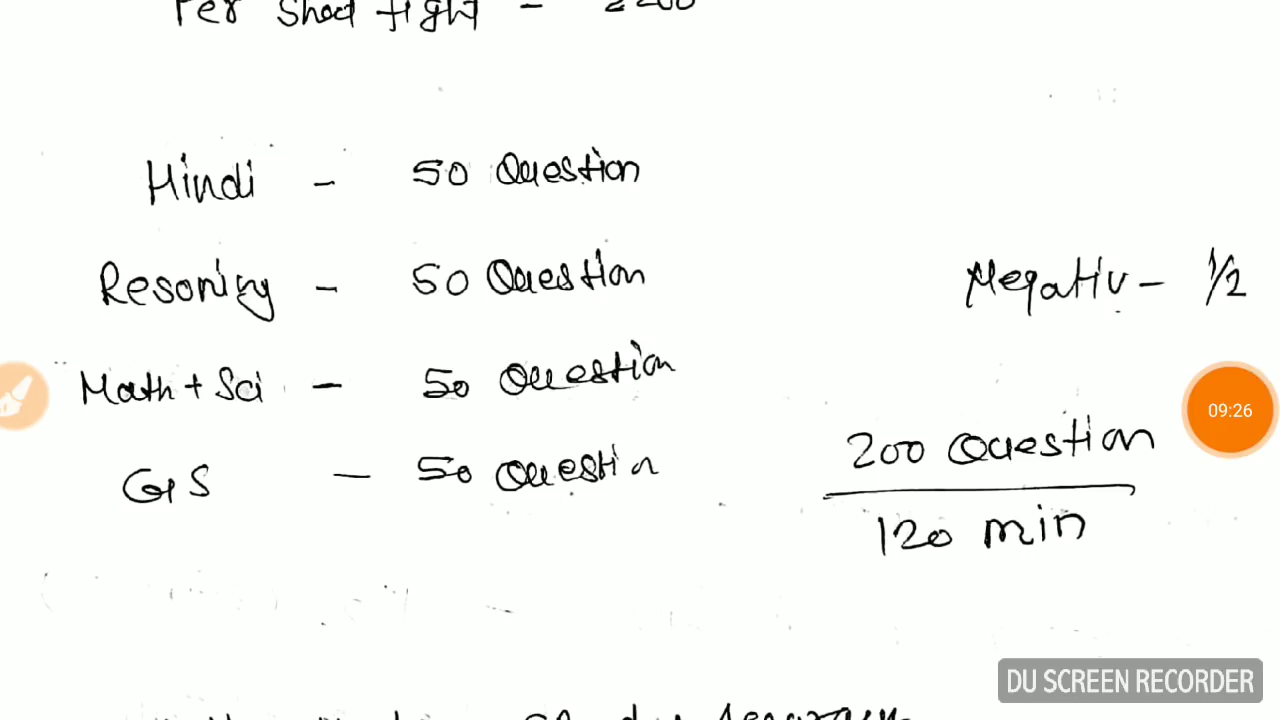 Per
Hindi - 50 Question
Resoning - 50 Question
Negativ - 1/2
Math + Sci - 50 Question
09:26
200 Question
GS - 50 Question
120 min
DU SCREEN RECORDER